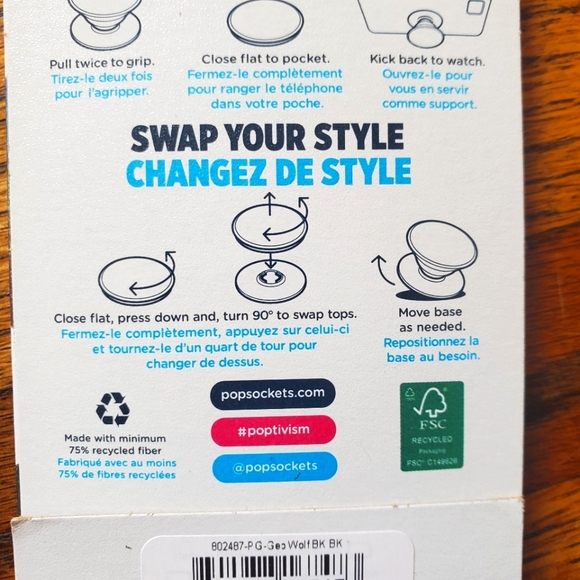 Pull twice to grip.
Tirez-le deux fois
pour l'agripper.
Close flat to pocket.
Fermez-le complètement
pour ranger le téléphone
dans votre poche.
Kick back to watch.
Ouvrez-le pour
vous en servir
comme support.
SWAP YOUR STYLE
CHANGEZ DE STYLE
Close flat, press down and, turn 90° to swap tops.
Fermez-le complètement, appuyez sur celui-ci
et tournez-le d'un quart de tour pour
changer de dessus.
Move base
as needed.
Repositionnez la
base au besoin.
Made with minimum
75% recycled fiber
Fabriqué avec au moins
75% de fibres recyclées
popsockets.com
#poptivism
@popsockets
FSC
RECYCLED
Packaging
FSC® C148626
802487-PG-Geo Wolf BK BK